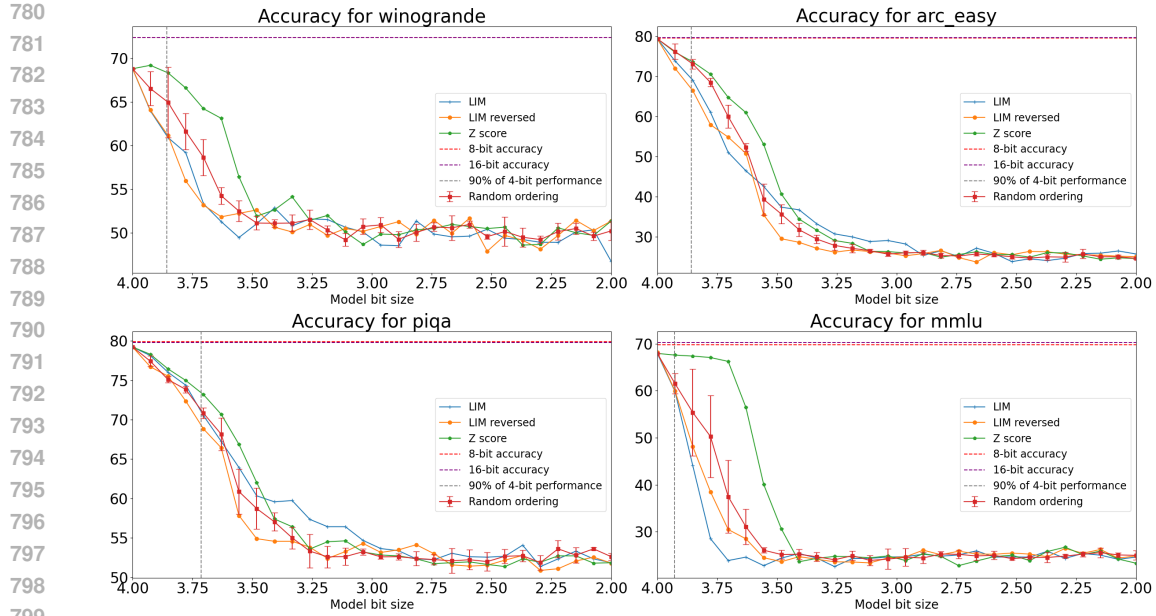 780
781
782
783
784
785
786
787
788
789
790
791
792
793
794
795
796
797
798
Accuracy for winogrande
70
65
60
55
50
4.00 3.75 3.50 3.25 3.00 2.75 2.50 2.25 2.00
Model bit size
LIM
LIM reversed
Z score
8-bit accuracy
16-bit accuracy
90% of 4-bit performance
Random ordering
Accuracy for arc_easy
80
70
60
50
40
30
4.00 3.75 3.50 3.25 3.00 2.75 2.50 2.25 2.00
Model bit size
LIM
LIM reversed
Z score
8-bit accuracy
16-bit accuracy
90% of 4-bit performance
Random ordering
Accuracy for piqa
80
75
70
65
60
55
50
4.00 3.75 3.50 3.25 3.00 2.75 2.50 2.25 2.00
Model bit size
LIM
LIM reversed
Z score
8-bit accuracy
16-bit accuracy
90% of 4-bit performance
Random ordering
Accuracy for mmlu
70
60
50
40
30
4.00 3.75 3.50 3.25 3.00 2.75 2.50 2.25 2.00
Model bit size
LIM
LIM reversed
Z score
8-bit accuracy
16-bit accuracy
90% of 4-bit performance
Random ordering